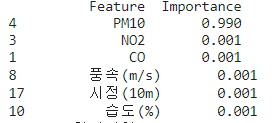 Feature Importance
4 PM10 0.990
3 NO2 0.001
1 CO 0.001
8 풍속(m/s) 0.001
17 시정(10m) 0.001
10 습도(%) 0.001